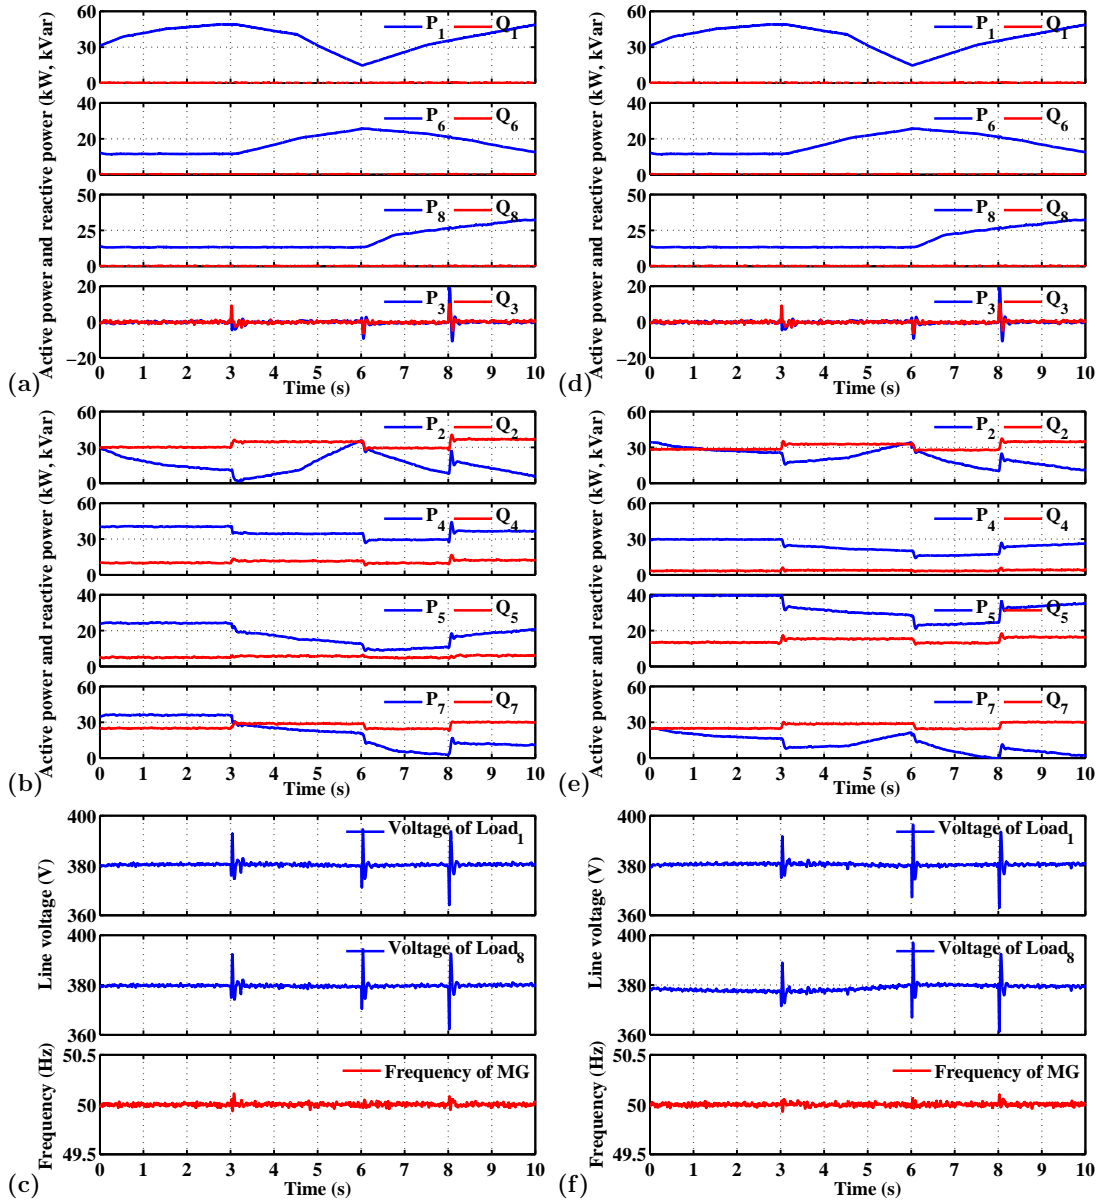 Active power and reactive power (kW, kVar)
60
30
0
P1 Q1
40
20
0
P6 Q6
50
25
0
P8 Q8
20
0
−20
P3 Q3
0 1 2 3 4 5 6 7 8 9 10
Time (s)
(a)
Active power and reactive power (kW, kVar)
60
30
0
P1 Q1
40
20
0
P6 Q6
50
25
0
P8 Q8
20
0
−20
P3 Q3
0 1 2 3 4 5 6 7 8 9 10
Time (s)
(d)
Active power and reactive power (kW, kVar)
60
30
0
P2 Q2
60
30
0
P4 Q4
40
20
0
P5 Q5
60
30
0
P7 Q7
0 1 2 3 4 5 6 7 8 9 10
Time (s)
(b)
Active power and reactive power (kW, kVar)
60
30
0
P2 Q2
60
30
0
P4 Q4
40
20
0
P5 Q5
60
30
0
P7 Q7
0 1 2 3 4 5 6 7 8 9 10
Time (s)
(e)
Line voltage (V)
400
380
360
Voltage of Load1
400
380
360
Voltage of Load8
Frequency (Hz)
50.5
50
49.5
Frequency of MG
0 1 2 3 4 5 6 7 8 9 10
Time (s)
(c)
Line voltage (V)
400
380
360
Voltage of Load1
400
380
360
Voltage of Load8
Frequency (Hz)
50.5
50
49.5
Frequency of MG
0 1 2 3 4 5 6 7 8 9 10
Time (s)
(f)